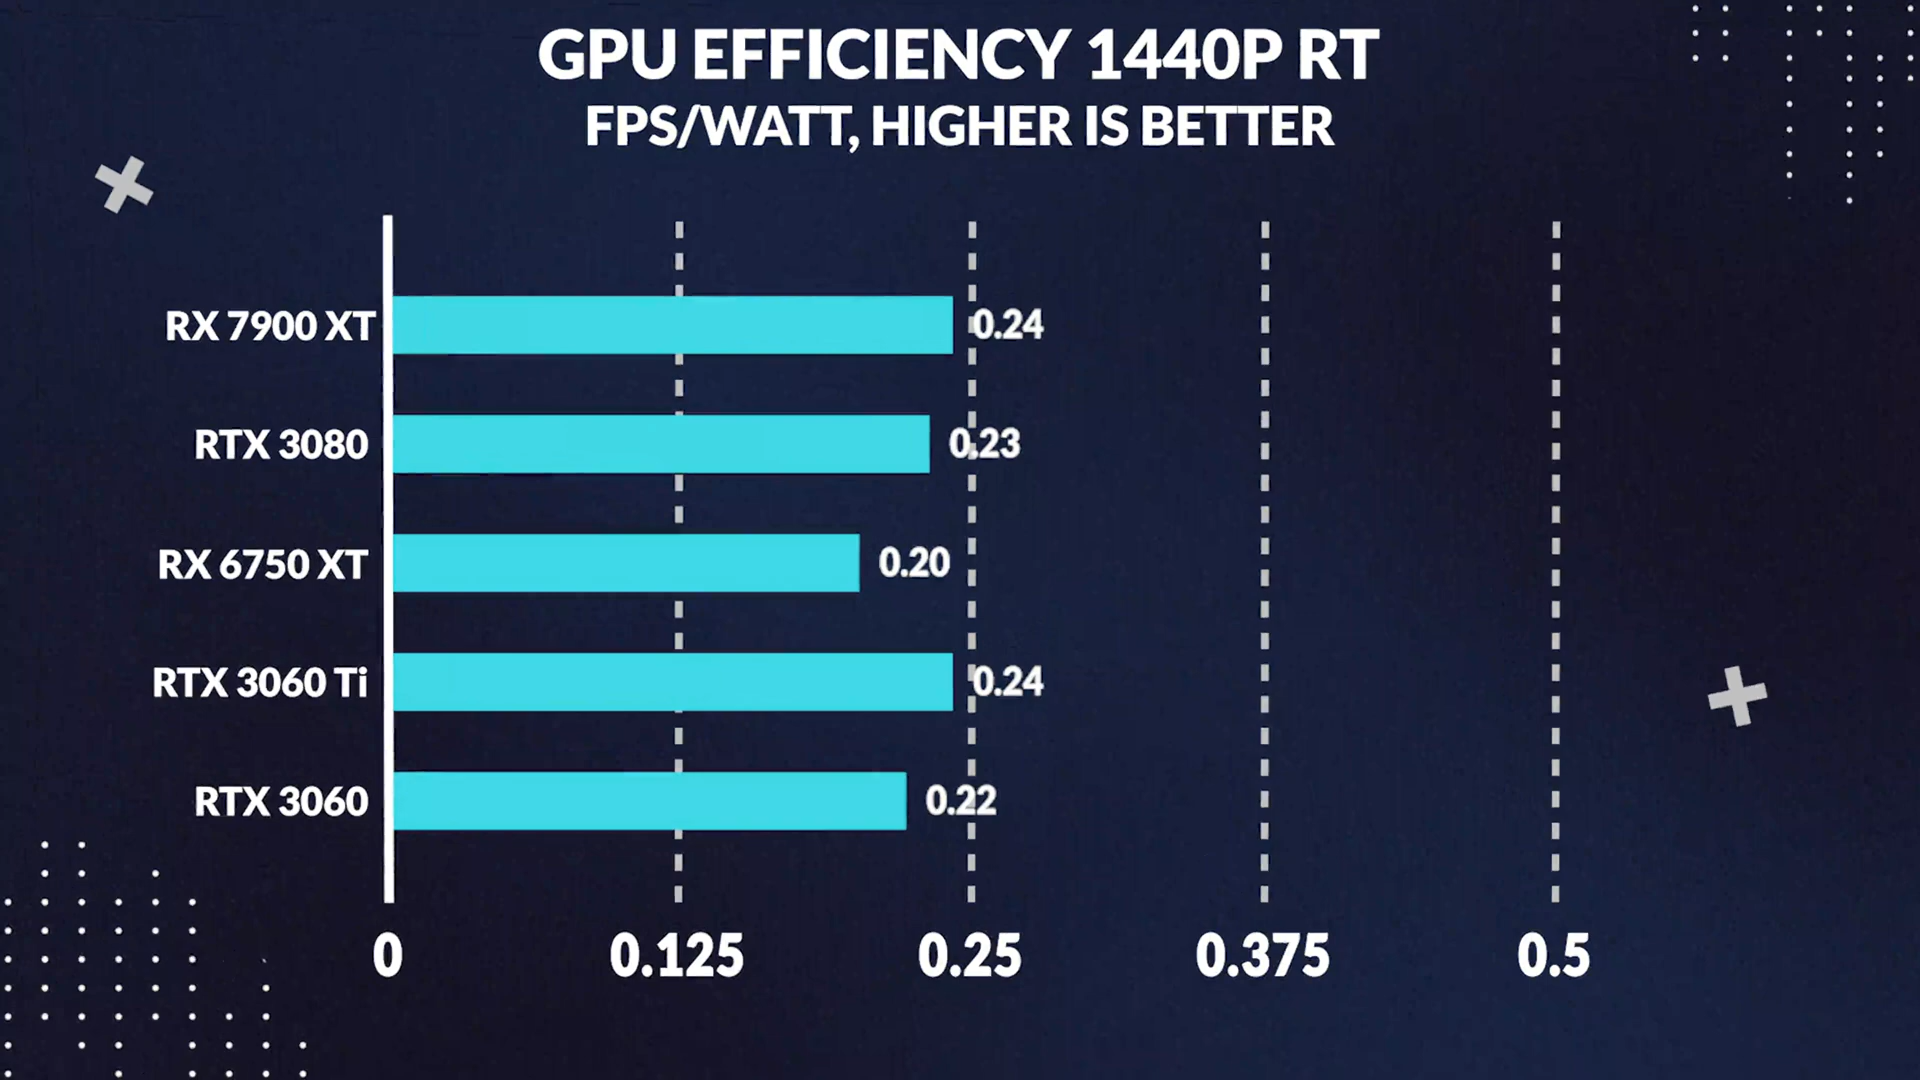 GPU EFFICIENCY 1440P RT
FPS/WATT, HIGHER IS BETTER
RX 7900 XT 0.24
RTX 3080 0.23
RX 6750 XT 0.20
RTX 3060 Ti 0.24
RTX 3060 0.22
0 0.125 0.25 0.375 0.5